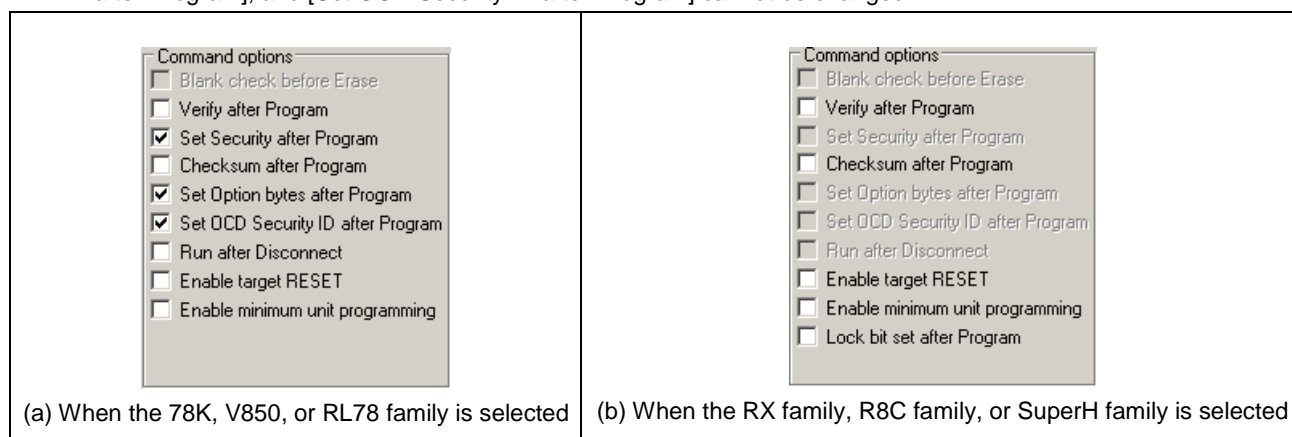 Command options
Blank check before Erase
Verify after Program
Set Security after Program
Checksum after Program
Set Option bytes after Program
Set OCD Security ID after Program
Run after Disconnect
Enable target RESET
Enable minimum unit programming
(a) When the 78K, V850, or RL78 family is selected
Command options
Blank check before Erase
Verify after Program
Set Security after Program
Checksum after Program
Set Option bytes after Program
Set OCD Security ID after Program
Run after Disconnect
Enable target RESET
Enable minimum unit programming
Lock bit set after Program
(b) When the RX family, R8C family, or SuperH family is selected